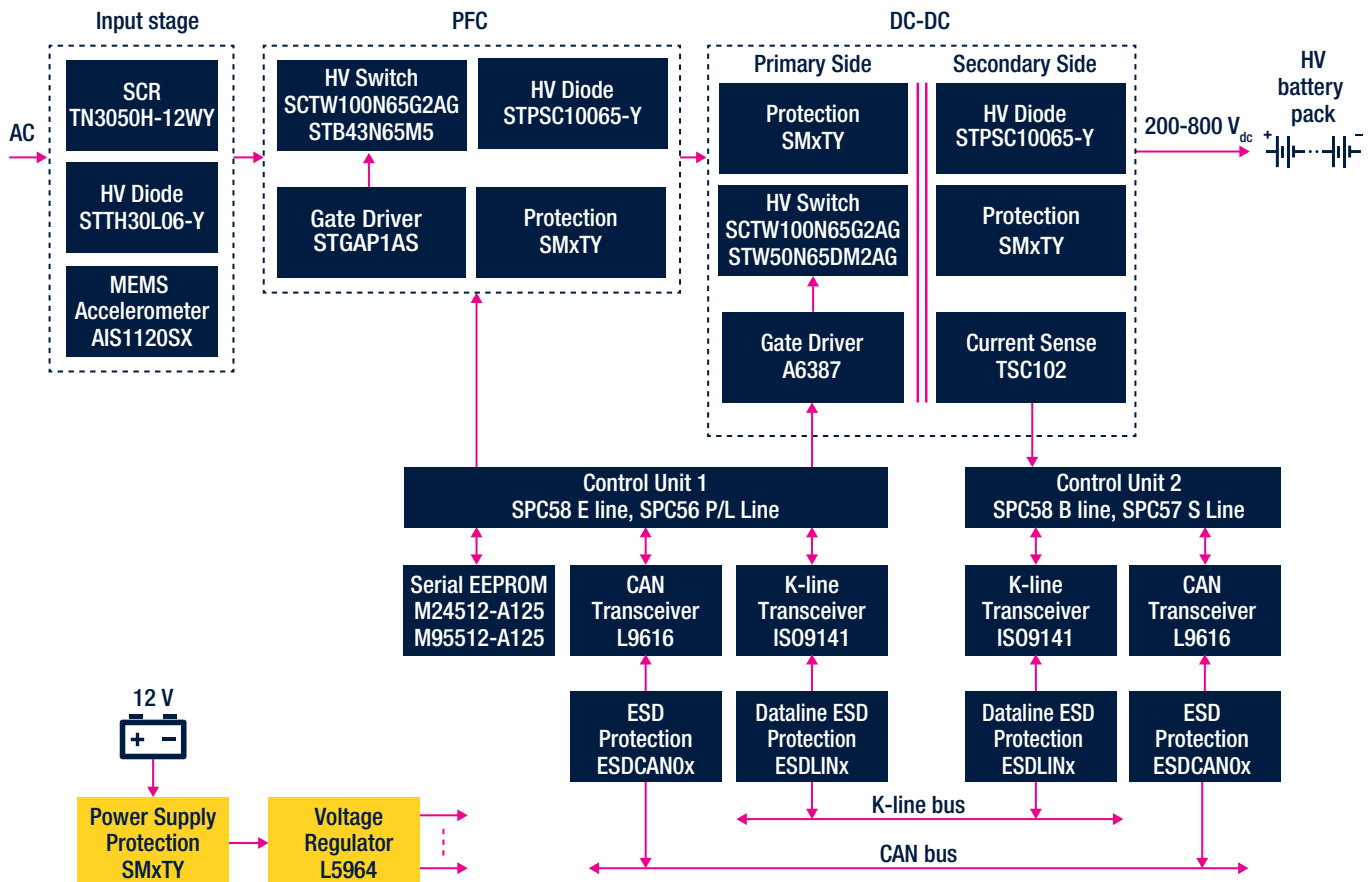 Input stage
PFC
DC-DC
AC
SCR
TN3050H-12WY
HV Diode
STTH30L06-Y
MEMS
Accelerometer
AIS1120SX
HV Switch
SCTW100N65G2AG
STB43N65M5
HV Diode
STPSC10065-Y
Gate Driver
STGAP1AS
Protection
SMxTY
Primary Side
Protection
SMxTY
HV Switch
SCTW100N65G2AG
STW50N65DM2AG
Gate Driver
A6387
Secondary Side
HV Diode
STPSC10065-Y
Protection
SMxTY
Current Sense
TSC102
200-800 Vdc
HV
battery
pack
+ −
Control Unit 1
SPC58 E line, SPC56 P/L Line
Control Unit 2
SPC58 B line, SPC57 S Line
Serial EEPROM
M24512-A125
M95512-A125
CAN
Transceiver
L9616
K-line
Transceiver
ISO9141
K-line
Transceiver
ISO9141
CAN
Transceiver
L9616
ESD
Protection
ESDCAN0x
Dataline ESD
Protection
ESDLINx
Dataline ESD
Protection
ESDLINx
ESD
Protection
ESDCAN0x
12 V
+ −
Power Supply
Protection
SMxTY
Voltage
Regulator
L5964
K-line bus
CAN bus